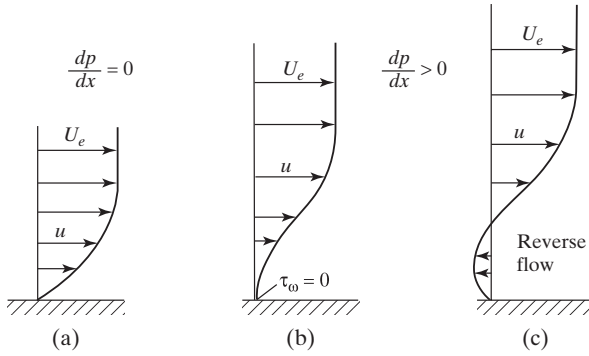 dp/dx = 0
U_e
u
(a)
U_e
u
τ_ω = 0
(b)
dp/dx > 0
U_e
u
Reverse
flow
(c)